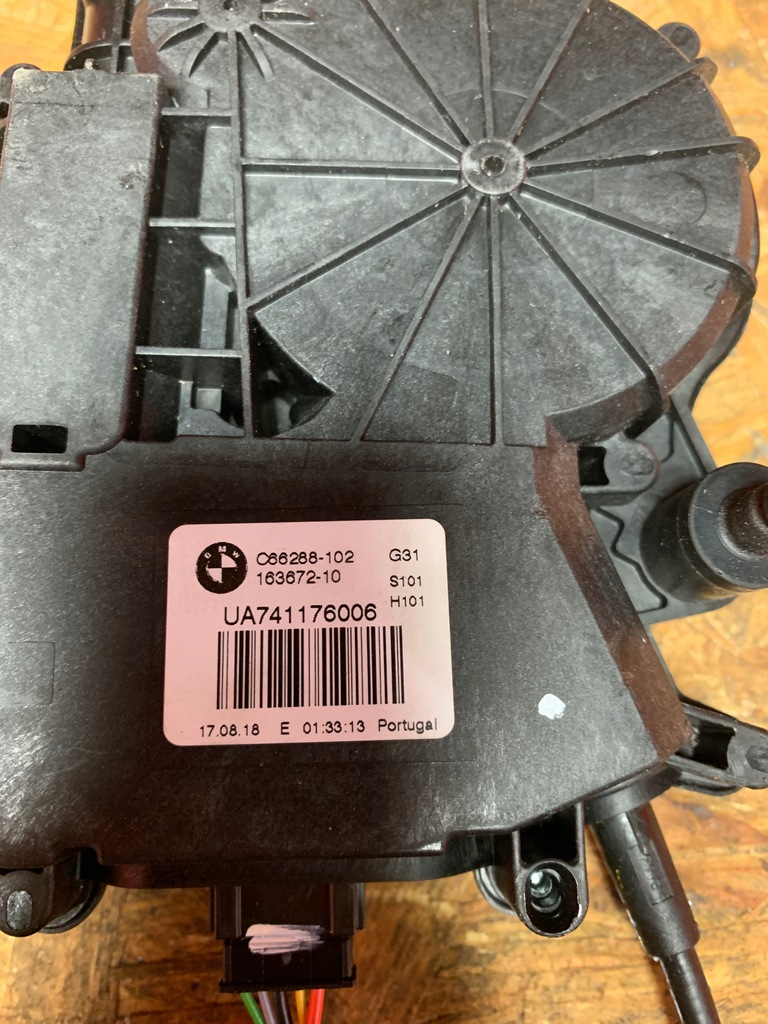 BMW
C66288-102 G31
163672-10 S101
UA741176006 H101
17.08.18 E 01:33:13 Portugal